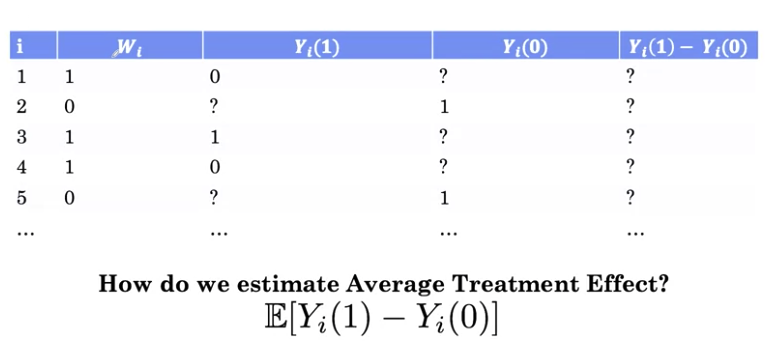 i W_i Y_i(1) Y_i(0) Y_i(1) − Y_i(0)
1 1 0 ? ?
2 0 ? 1 ?
3 1 1 ? ?
4 1 0 ? ?
5 0 ? 1 ?
... ... ... ...
How do we estimate Average Treatment Effect?
𝔼[Y_i(1) − Y_i(0)]